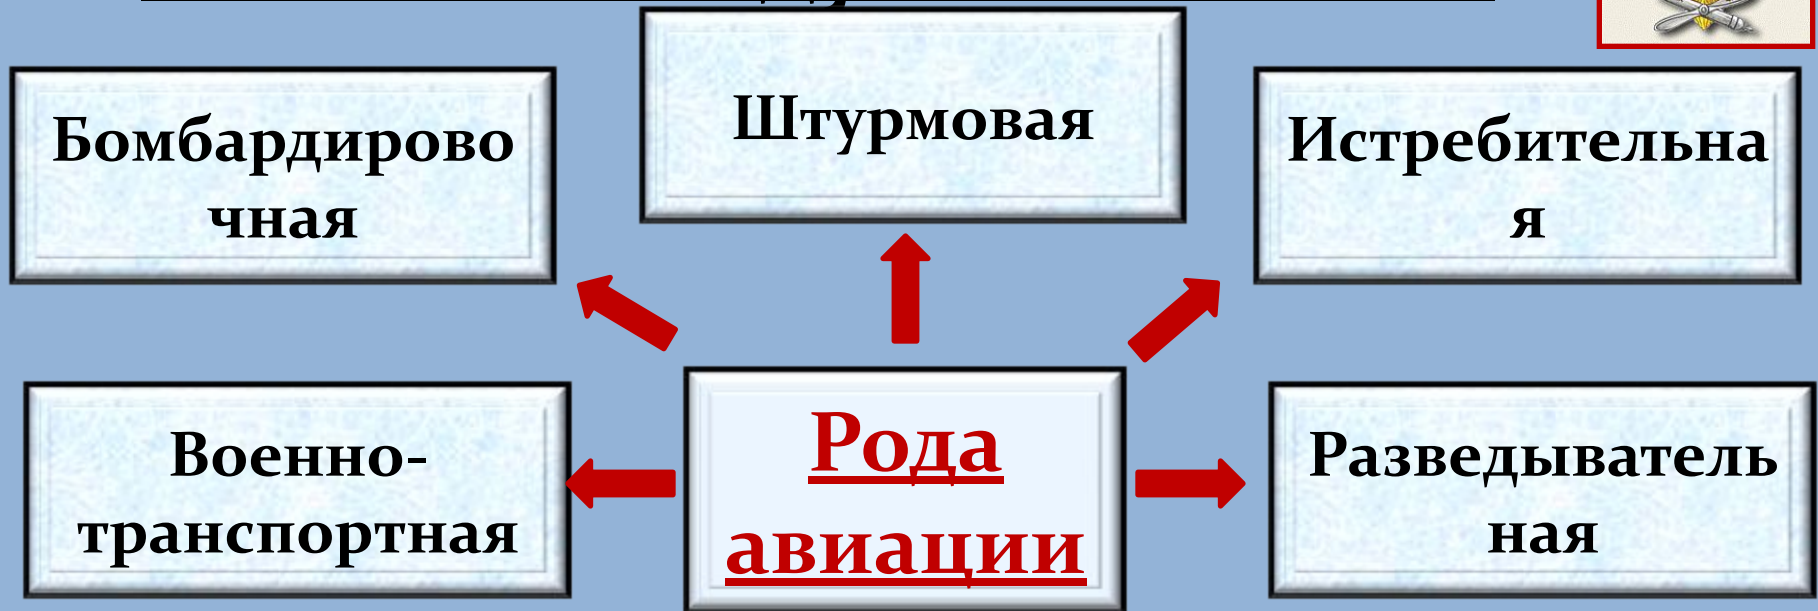 Штурмовая
Бомбардирово
чная
Истребительна
я
Военно-
транспортная
Рода
авиации
Разведыватель
ная